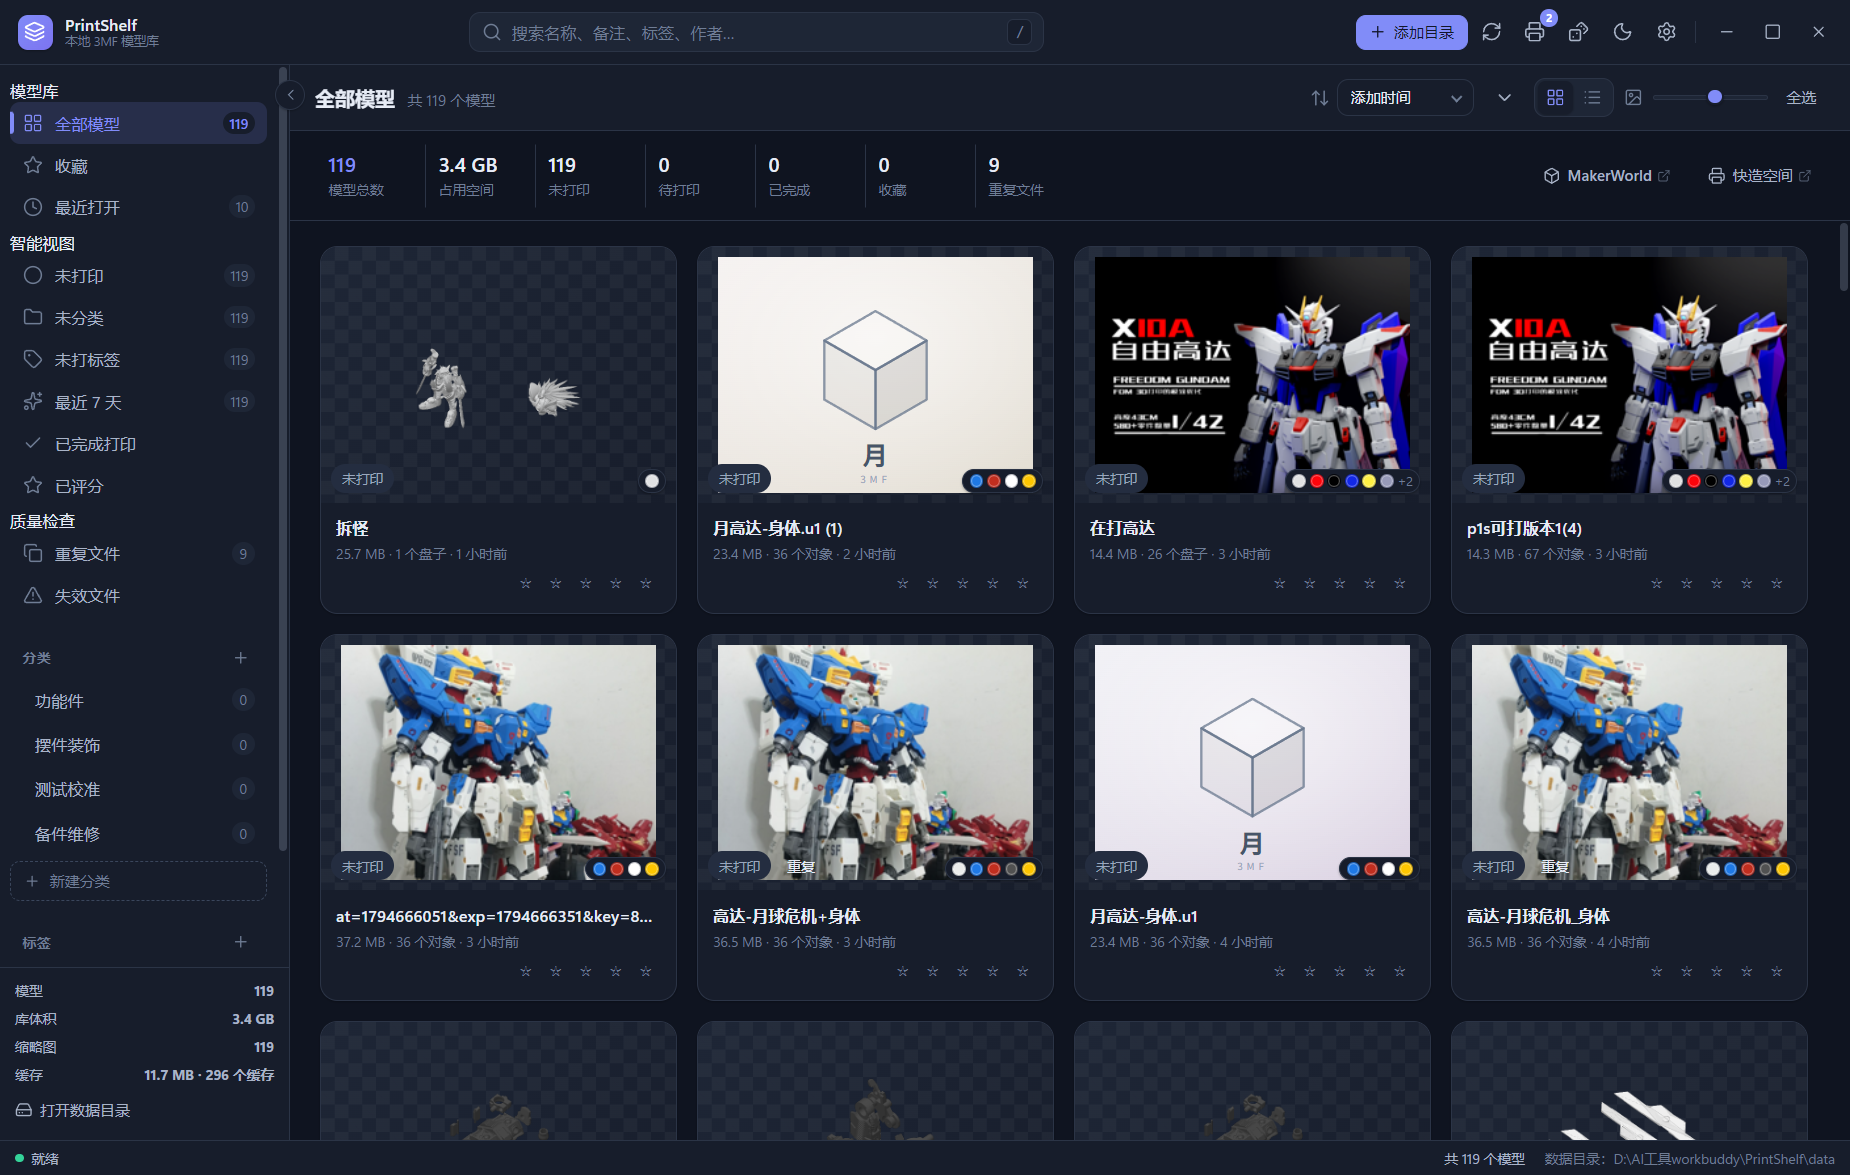 PrintShelf
本地 3MF 模型库
搜索名称、备注、标签、作者...
/
添加目录
2
模型库
全部模型
119
收藏
最近打开
10
智能视图
未打印
119
未分类
119
未打标签
119
最近 7 天
119
已完成打印
已评分
质量检查
重复文件
9
失效文件
分类
功能件
0
摆件装饰
0
测试校准
0
备件维修
0
新建分类
标签
模型
119
库体积
3.4 GB
缩略图
119
缓存
11.7 MB · 296 个缓存
打开数据目录
就绪
全部模型
共 119 个模型
添加时间
全选
119
模型总数
3.4 GB
占用空间
119
未打印
0
待打印
0
已完成
0
收藏
9
重复文件
MakerWorld
快造空间
未打印
拆怪
25.7 MB · 1 个盘子 · 1 小时前
月
3MF
未打印
月高达-身体.u1 (1)
23.4 MB · 36 个对象 · 2 小时前
X10A
自由高达
FREEDOM GUNDAM
1/42
未打印
+2
在打高达
14.4 MB · 26 个盘子 · 3 小时前
X10A
自由高达
FREEDOM GUNDAM
1/42
未打印
+2
p1s可打版本1(4)
14.3 MB · 67 个对象 · 3 小时前
未打印
at=1794666051&exp=1794666351&key=8...
37.2 MB · 36 个对象 · 3 小时前
未打印
重复
高达-月球危机+身体
36.5 MB · 36 个对象 · 3 小时前
月
3MF
未打印
月高达-身体.u1
23.4 MB · 36 个对象 · 4 小时前
未打印
重复
高达-月球危机_身体
36.5 MB · 36 个对象 · 4 小时前
共 119 个模型
数据目录: D:\AI工具workbuddy\PrintShelf\data